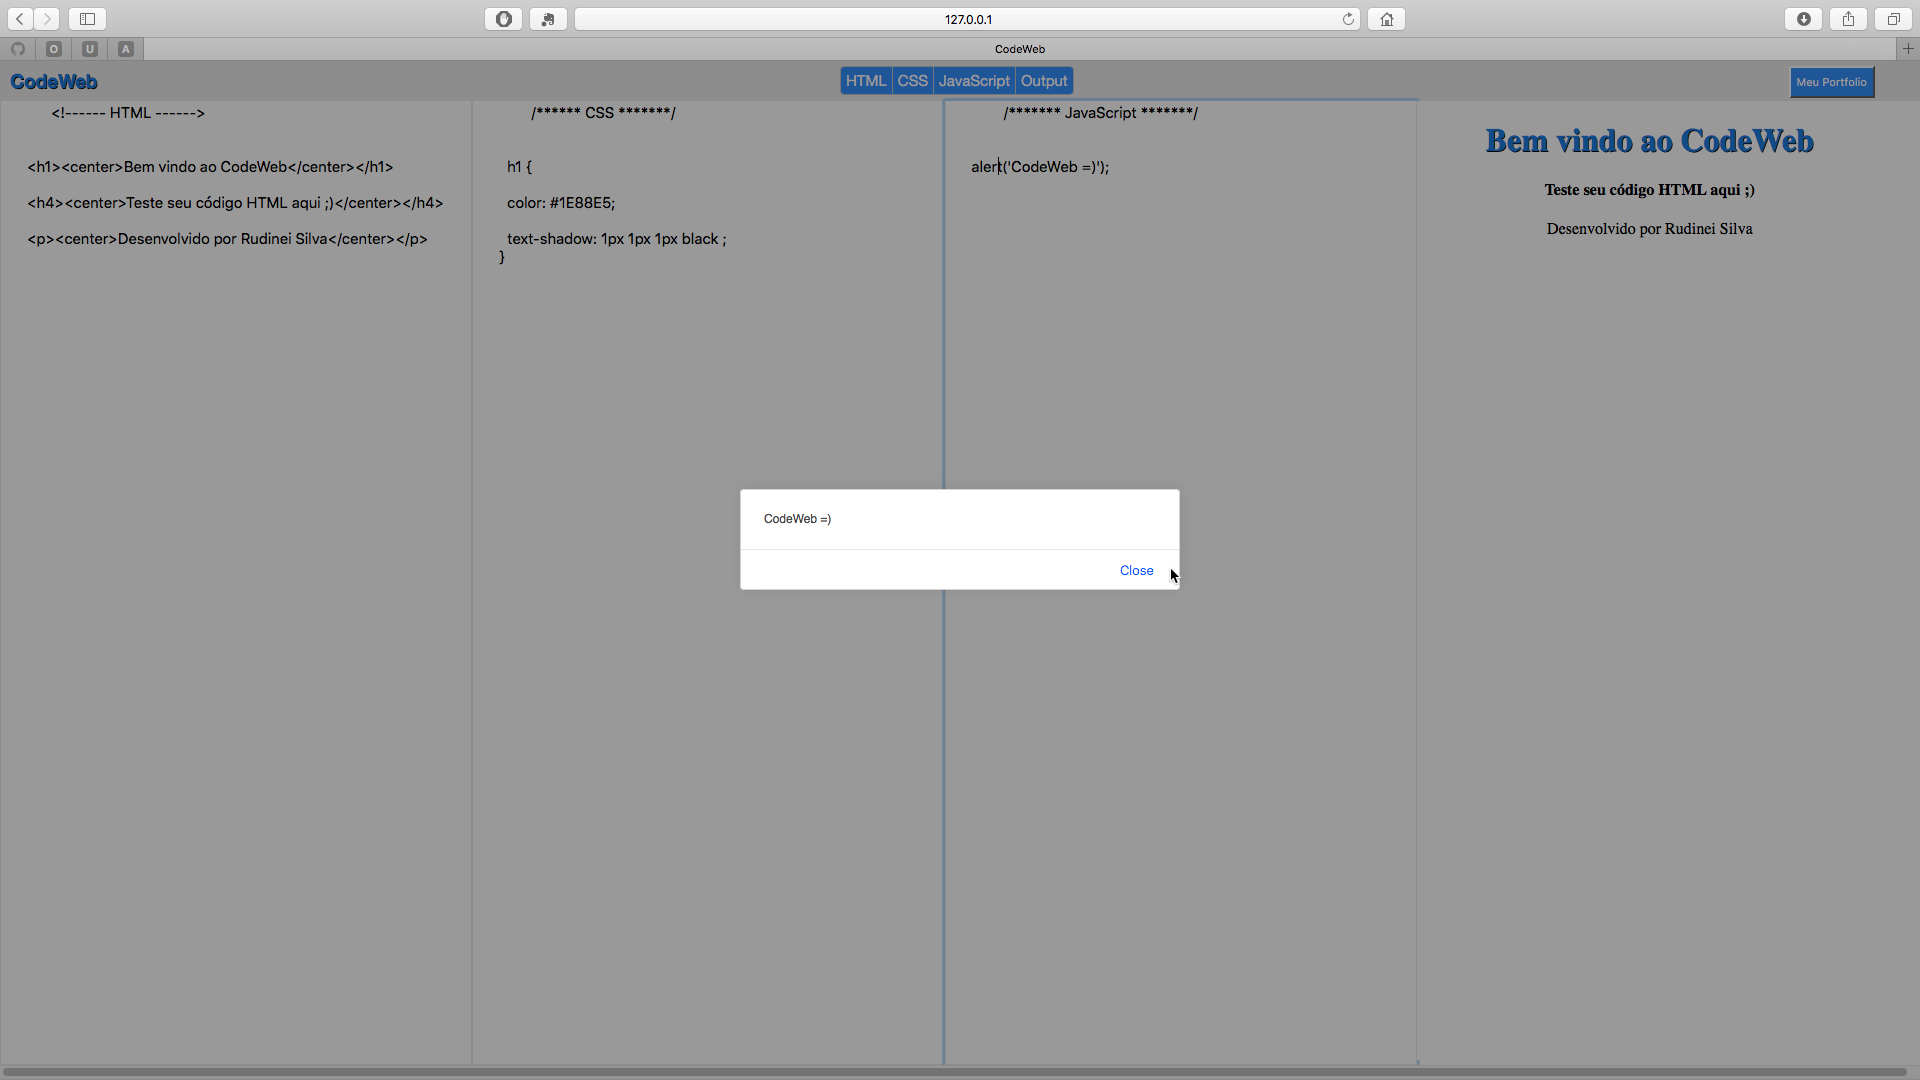 127.0.0.1
O
U
A
CodeWeb
CodeWeb
HTML
CSS
JavaScript
Output
Meu Portfolio
<!------ HTML ------>
<h1><center>Bem vindo ao CodeWeb</center></h1>
<h4><center>Teste seu código HTML aqui ;)</center></h4>
<p><center>Desenvolvido por Rudinei Silva</center></p>
/****** CSS *******/
h1 {
color: #1E88E5;
text-shadow: 1px 1px 1px black ;
}
/******* JavaScript *******/
alert('CodeWeb =)');
Bem vindo ao CodeWeb
Teste seu código HTML aqui ;)
Desenvolvido por Rudinei Silva
CodeWeb =)
Close